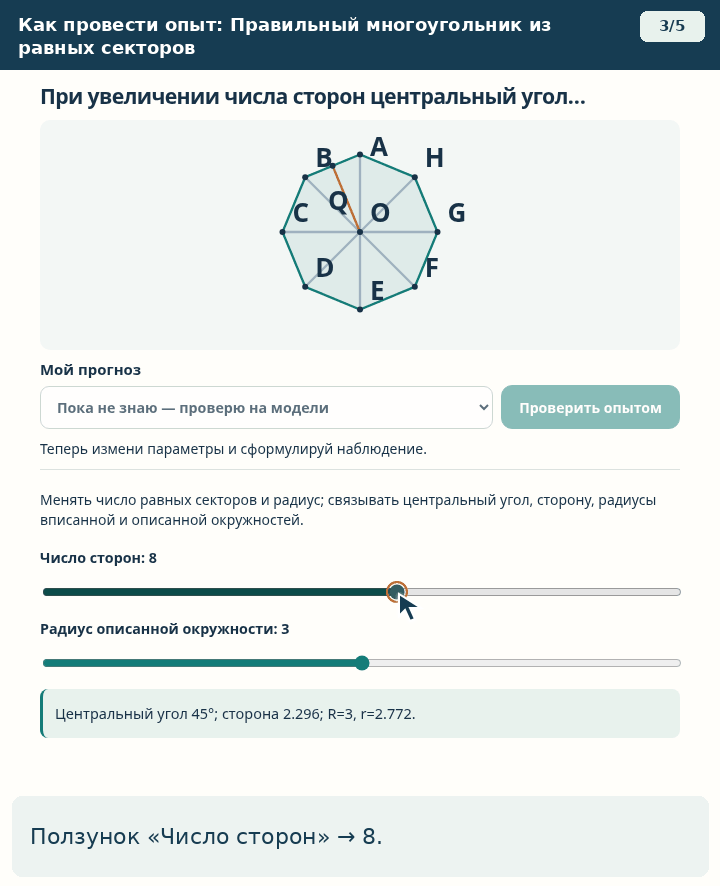 Как провести опыт: Правильный многоугольник из
равных секторов
3/5
При увеличении числа сторон центральный угол…
A
B
H
Q
C
O
G
D
F
E
Мой прогноз
Пока не знаю — проверю на модели
Проверить опытом
Теперь измени параметры и сформулируй наблюдение.
Менять число равных секторов и радиус; связывать центральный угол, сторону, радиусы
вписанной и описанной окружностей.
Число сторон: 8
Радиус описанной окружности: 3
Центральный угол 45°; сторона 2.296; R=3, r=2.772.
Ползунок «Число сторон» → 8.